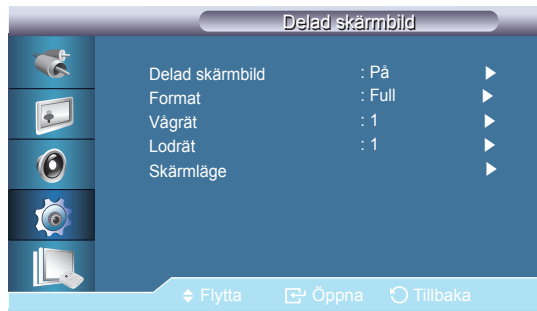 Delad skärmbild
Delad skärmbild : På
Format : Full
Vågrät : 1
Lodrät : 1
Skärmläge
Flytta Öppna Tillbaka